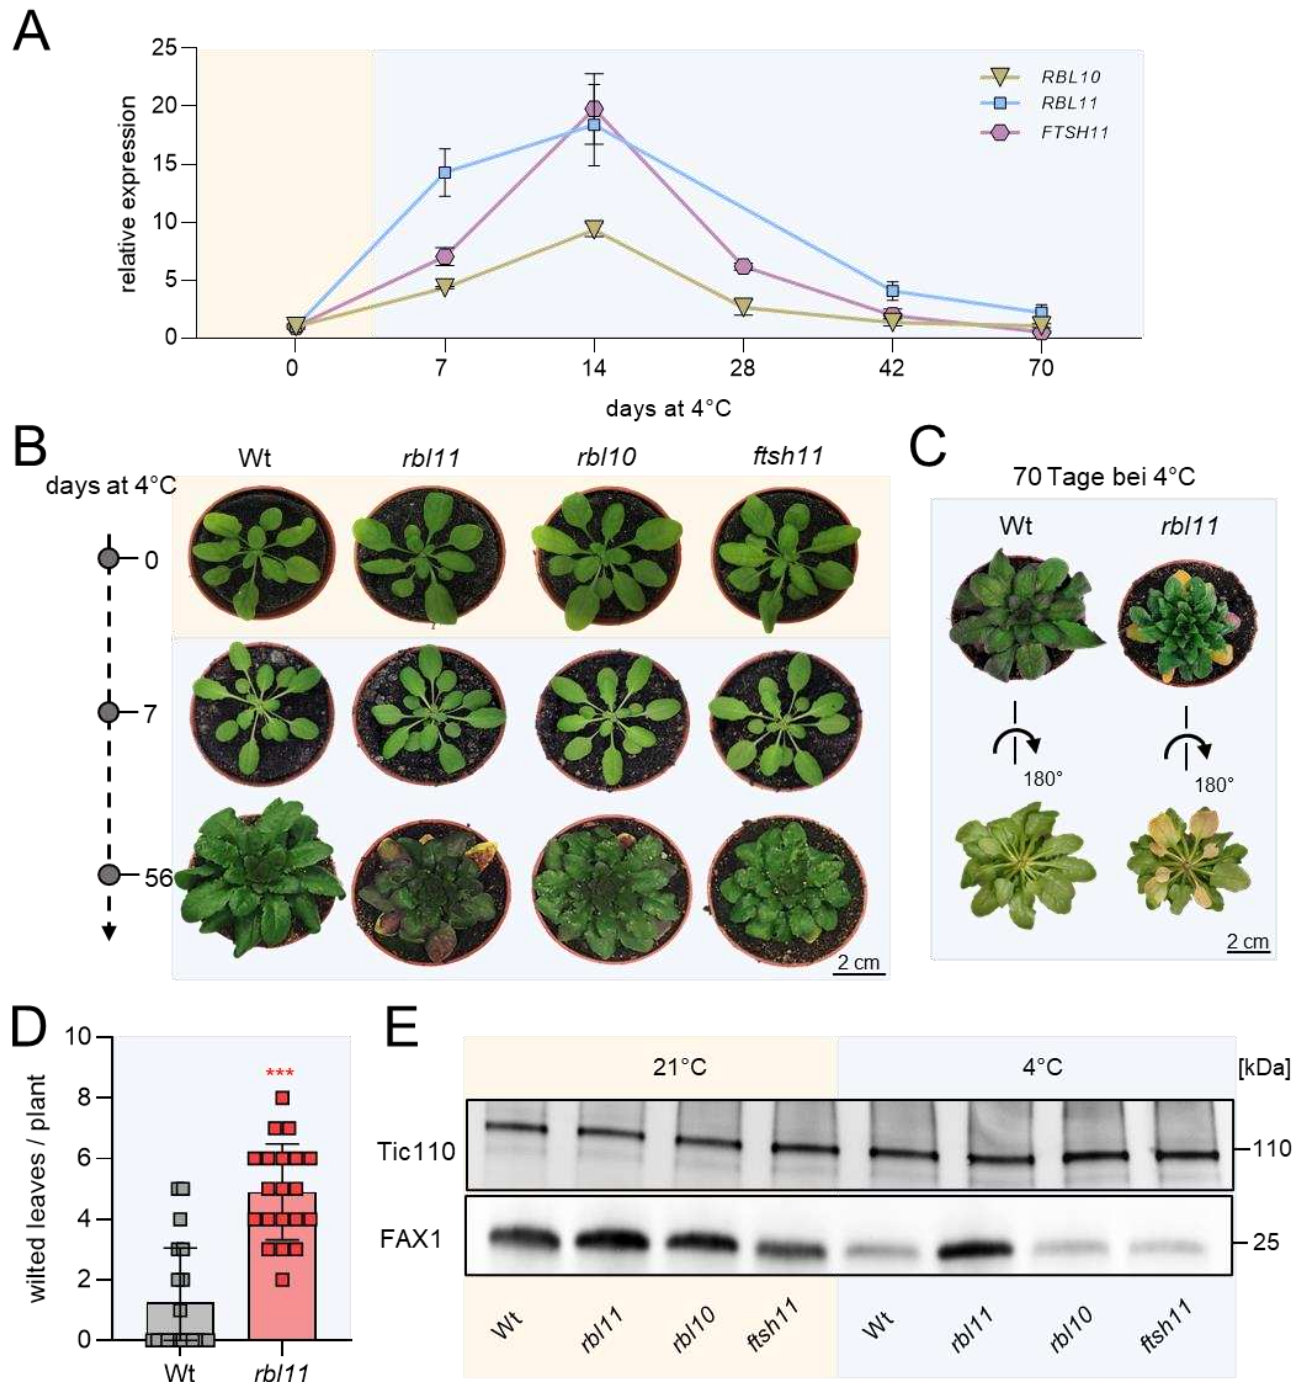 A
25
20
15
10
5
0
relative expression
RBL10
RBL11
FTSH11
0 7 14 28 42 70
days at 4°C
B
Wt rbl11 rbl10 ftsh11
days at 4°C
0
7
56
2 cm
C
70 Tage bei 4°C
Wt rbl11
180° 180°
2 cm
D
10
8
6
4
2
0
wilted leaves / plant
***
Wt rbl11
E
21°C 4°C [kDa]
Tic110 110
FAX1 25
Wt rbl11 rbl10 ftsh11 Wt rbl11 rbl10 ftsh11